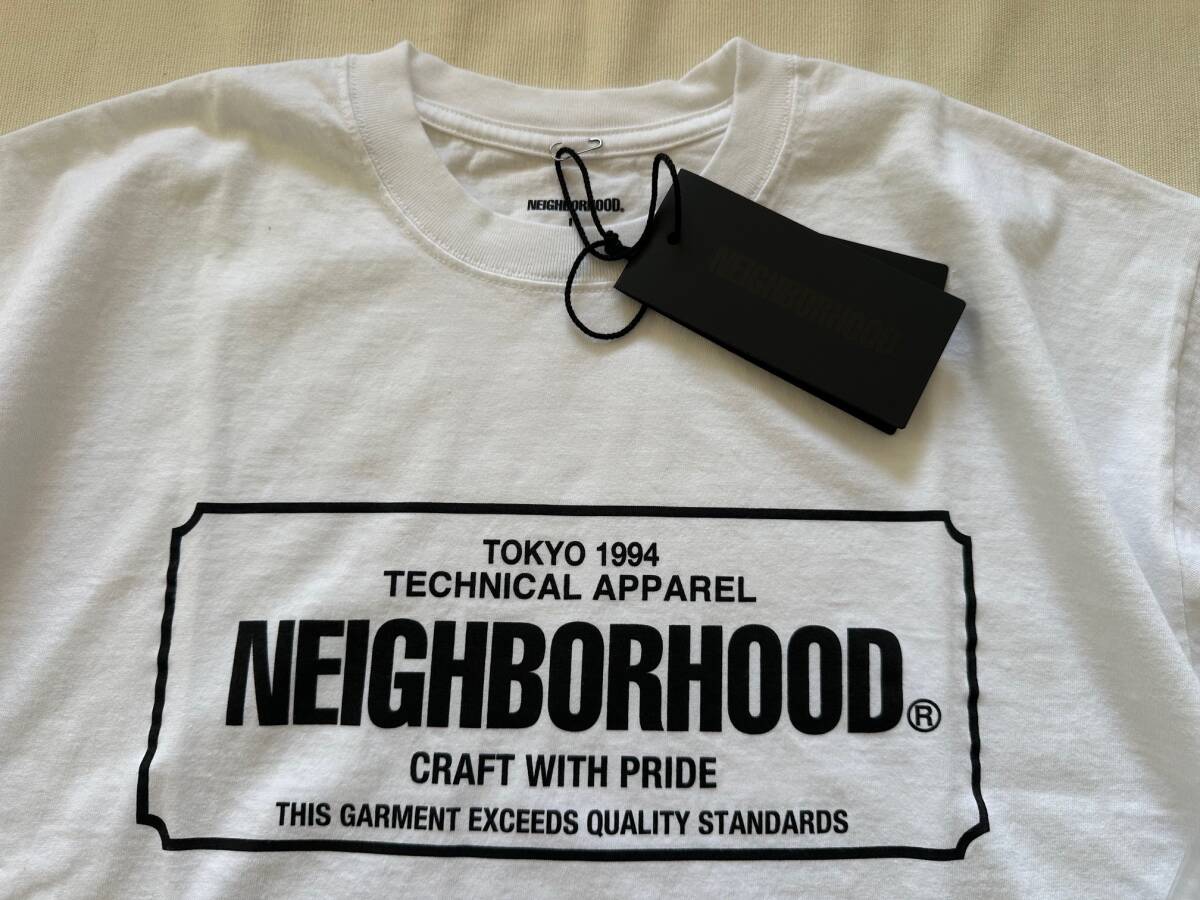 NEIGHBORHOOD.
NEIGHBORHOOD.
TOKYO 1994
TECHNICAL APPAREL
NEIGHBORHOOD®
CRAFT WITH PRIDE
THIS GARMENT EXCEEDS QUALITY STANDARDS